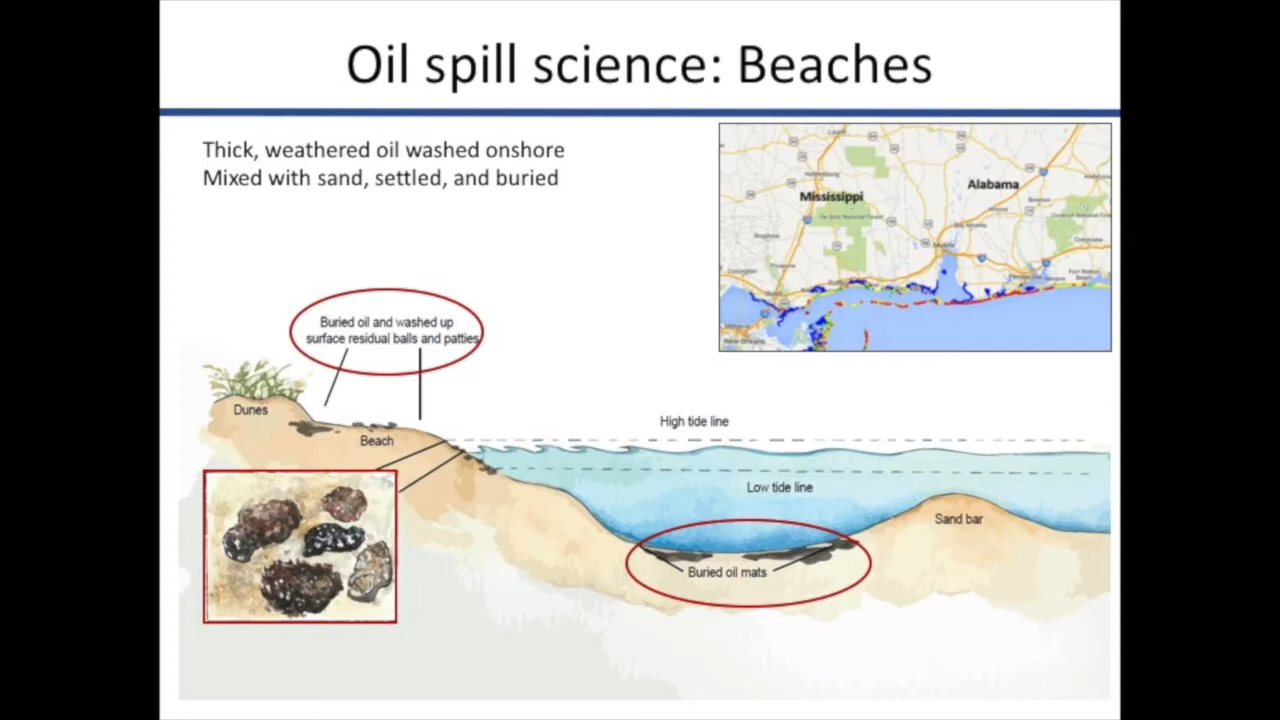 Oil spill science: Beaches
Thick, weathered oil washed onshore
Mixed with sand, settled, and buried
Mississippi
Alabama
Buried oil and washed up
surface residual balls and patties
Dunes
Beach
High tide line
Low tide line
Sand bar
Buried oil mats